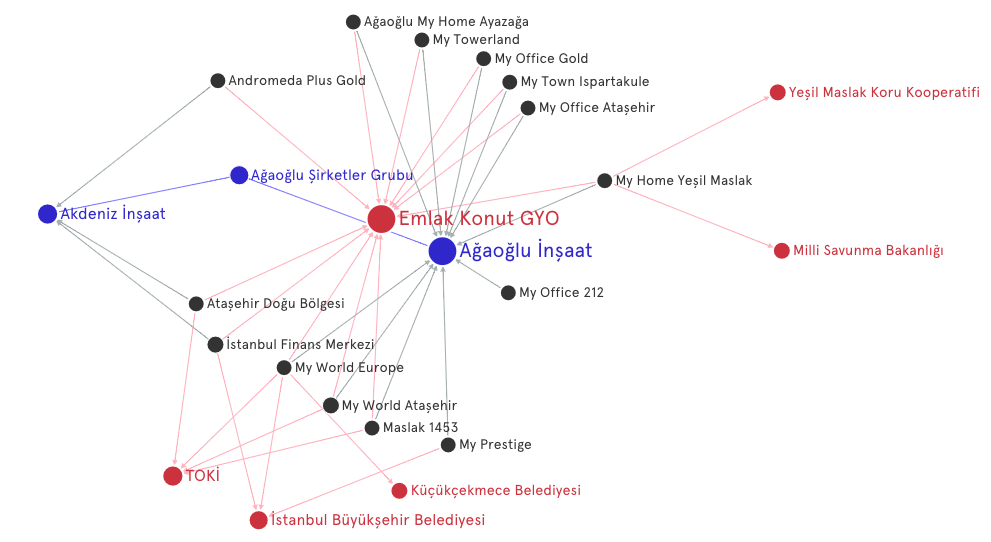 Ağaoğlu My Home Ayazağa
My Towerland
My Office Gold
Andromeda Plus Gold
My Town Ispartakule
Yeşil Maslak Koru Kooperatifi
My Office Ataşehir
Ağaoğlu Şirketler Grubu
My Home Yeşil Maslak
Akdeniz İnşaat
Emlak Konut GYO
Ağaoğlu İnşaat
Milli Savunma Bakanlığı
My Office 212
Ataşehir Doğu Bölgesi
İstanbul Finans Merkezi
My World Europe
My World Ataşehir
Maslak 1453
My Prestige
TOKİ
Küçükçekmece Belediyesi
İstanbul Büyükşehir Belediyesi